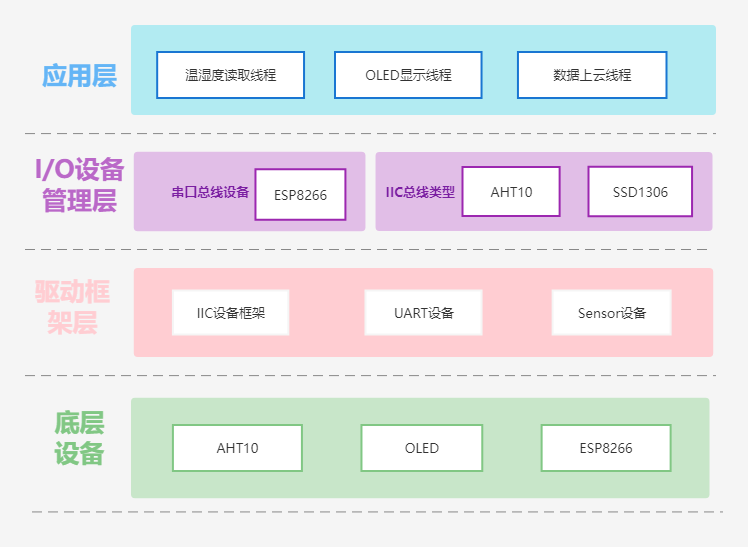 应用层
温湿度读取线程
OLED显示线程
数据上云线程
I/O设备
管理层
串口总线设备
ESP8266
IIC总线类型
AHT10
SSD1306
驱动框
架层
IIC设备框架
UART设备
Sensor设备
底层
设备
AHT10
OLED
ESP8266